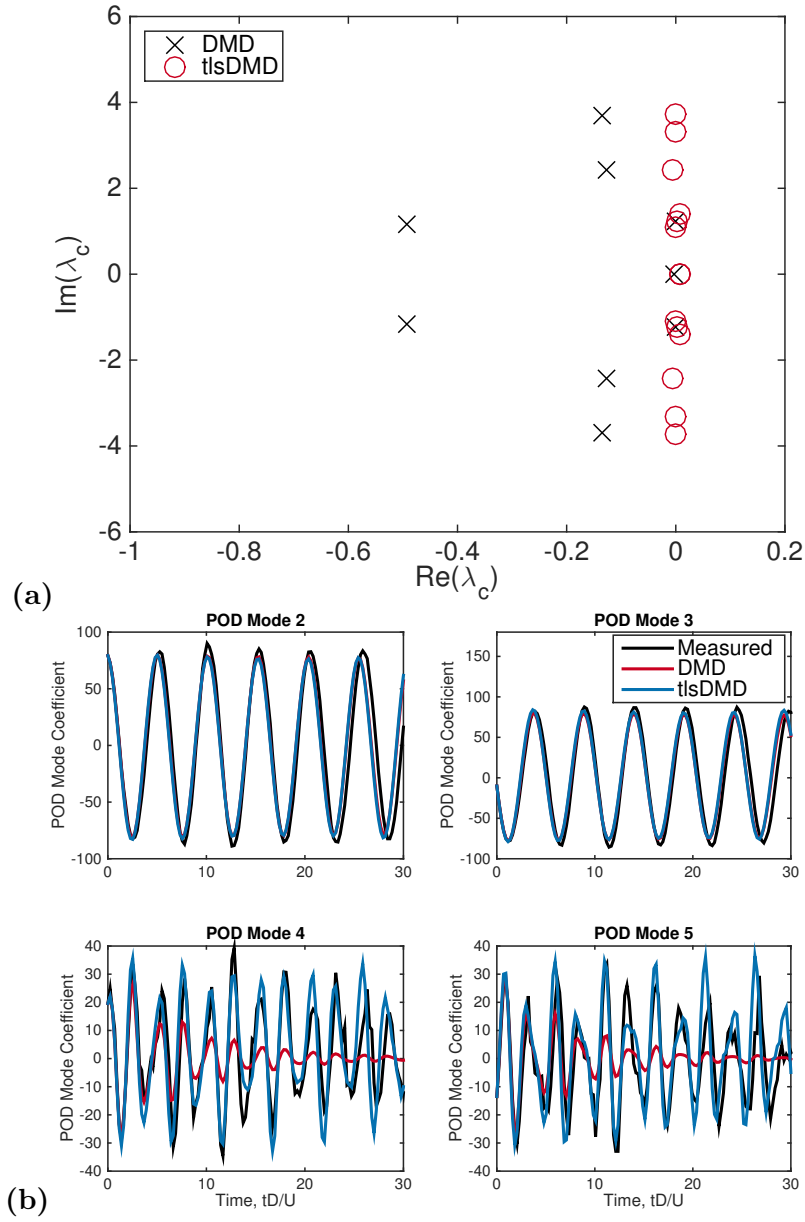 6
DMD
tlsDMD
4
2
0
-2
-4
-6
Im(λc)
-1 -0.8 -0.6 -0.4 -0.2 0 0.2
Re(λc)
(a)
POD Mode 2
100
50
0
-50
-100
POD Mode Coefficient
0 10 20 30
POD Mode 3
Measured
DMD
tlsDMD
150
100
50
0
-50
-100
POD Mode Coefficient
0 10 20 30
POD Mode 4
40
30
20
10
0
-10
-20
-30
-40
POD Mode Coefficient
0 10 20 30
Time, tD/U
POD Mode 5
40
30
20
10
0
-10
-20
-30
-40
POD Mode Coefficient
0 10 20 30
Time, tD/U
(b)